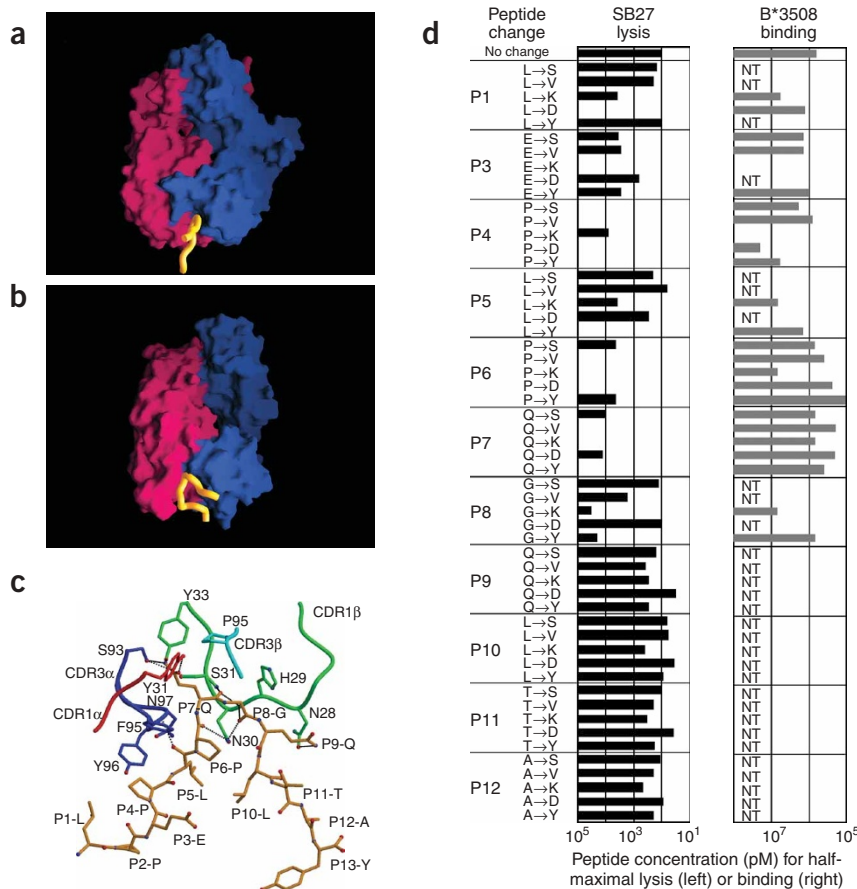 a
b
c
Y33
P95
CDR1β
S93
CDR3β
CDR3α
S31
H29
Y31
N97
P7-Q
P8-G
N28
CDR1α
F95
N30
P9-Q
Y96
P6-P
P5-L
P11-T
P1-L
P4-P
P10-L
P3-E
P12-A
P2-P
P13-Y
d
Peptide change
SB27 lysis
B*3508 binding
No change
P1
L→S NT
L→V NT
L→K
L→D
L→Y NT
P3
E→S
E→V
E→K
E→D NT
E→Y
P4
P→S
P→V
P→K
P→D
P→Y
P5
L→S NT
L→V NT
L→K
L→D NT
L→Y
P6
P→S
P→V
P→K
P→D
P→Y
P7
Q→S
Q→V
Q→K
Q→D
Q→Y
P8
G→S NT
G→V NT
G→K
G→D NT
G→Y
P9
Q→S NT
Q→V NT
Q→K NT
Q→D NT
Q→Y NT
P10
L→S NT
L→V NT
L→K NT
L→D NT
L→Y NT
P11
T→S NT
T→V NT
T→K NT
T→D NT
T→Y NT
P12
A→S NT
A→V NT
A→K NT
A→D NT
A→Y NT
10⁵ 10³ 10¹ 10⁷ 10⁵
Peptide concentration (pM) for half-
maximal lysis (left) or binding (right)